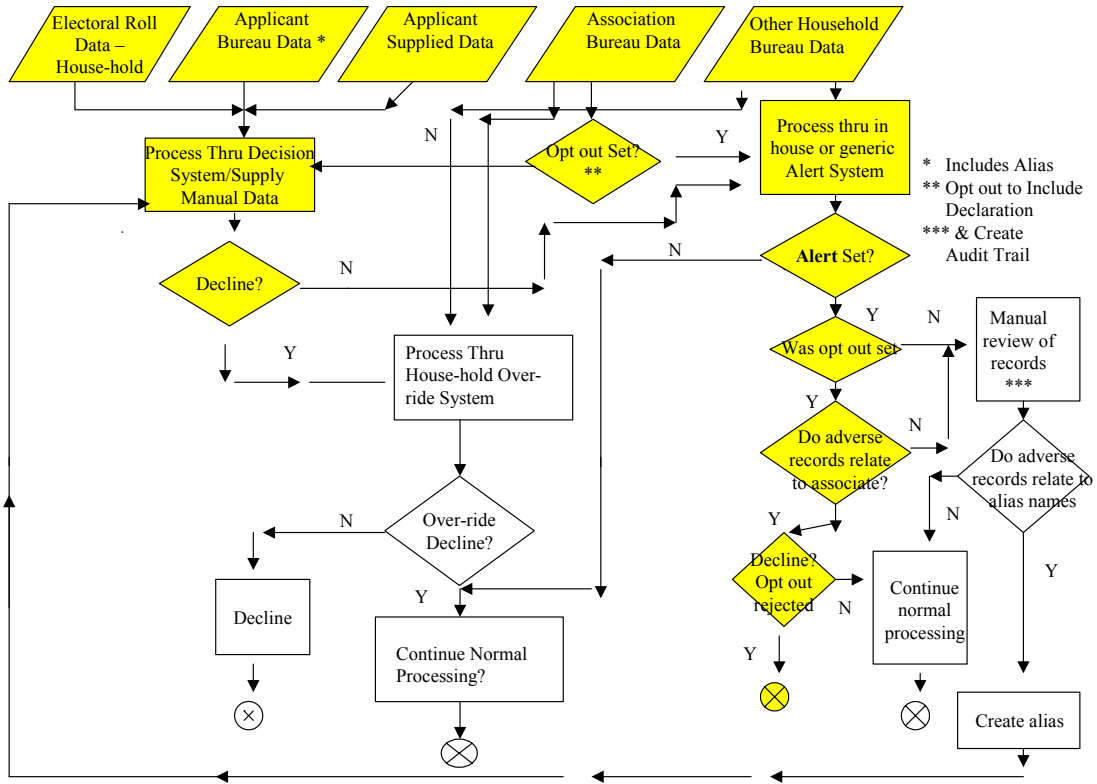 Electoral Roll
Data –
House-hold
Applicant
Bureau Data *
Applicant
Supplied Data
Association
Bureau Data
Other Household
Bureau Data
N
Process Thru Decision
System/Supply
Manual Data
Opt out Set?
**
Y
Process thru in
house or generic
Alert System
* Includes Alias
** Opt out to Include
Declaration
*** & Create
Audit Trail
Decline?
N
N
Alert Set?
Y
Process Thru
House-hold Over-
ride System
Y
Was opt out set
N
Manual
review of
records
***
Y
Do adverse
records relate
to associate?
N
Do adverse
records relate to
alias names
N
Over-ride
Decline?
Y
N
Decline?
Opt out
rejected
N
Continue
normal
processing
Y
Decline
Y
Continue Normal
Processing?
Y
Create alias